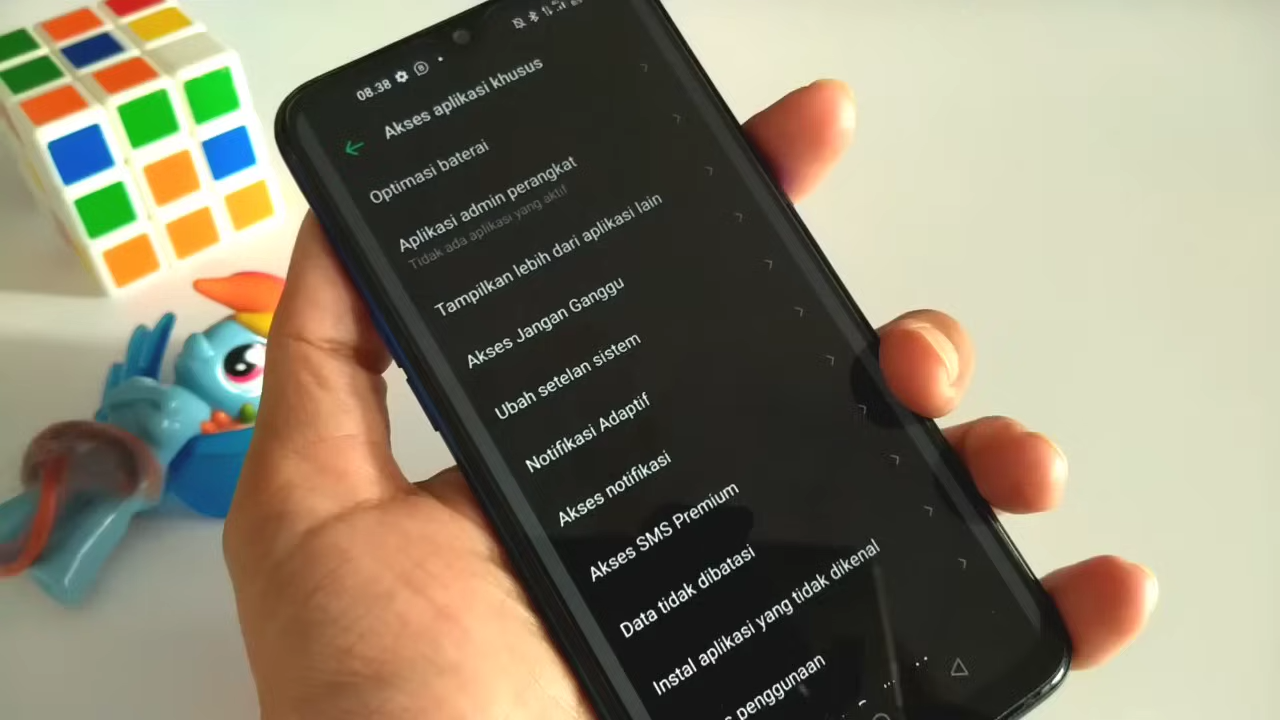 08.38
Akses aplikasi khusus
Optimasi baterai
Aplikasi admin perangkat
Tidak ada aplikasi yang aktif
Tampilkan lebih dari aplikasi lain
Akses Jangan Ganggu
Ubah setelan sistem
Notifikasi Adaptif
Akses notifikasi
Akses SMS Premium
Data tidak dibatasi
Instal aplikasi yang tidak dikenal
penggunaan